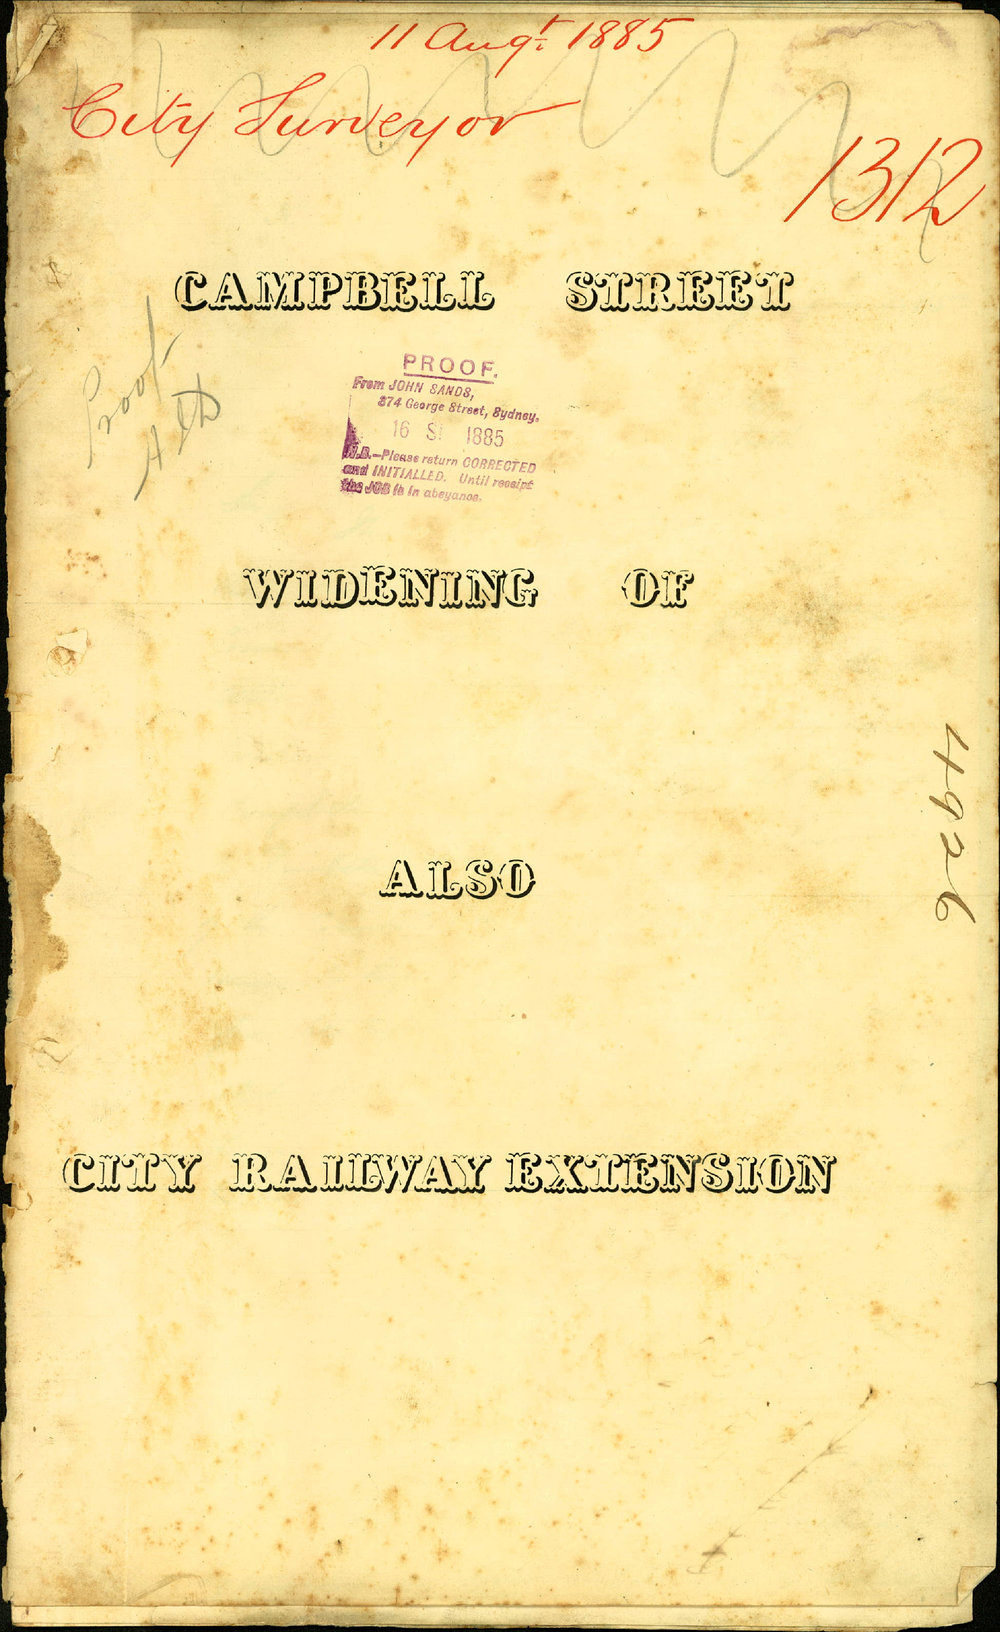 11 Augt. 1885
City Surveyor
1312
CAMPBELL STREET
Proof
PROOF.
From JOHN SANDS,
374 George Street, Sydney.
16 S 1885
N.B.—Please return CORRECTED
and INITIALLED. Until receipt
the JOB is in abeyance.
WIDENING OF
4926
ALSO
CITY RAILWAY EXTENSION